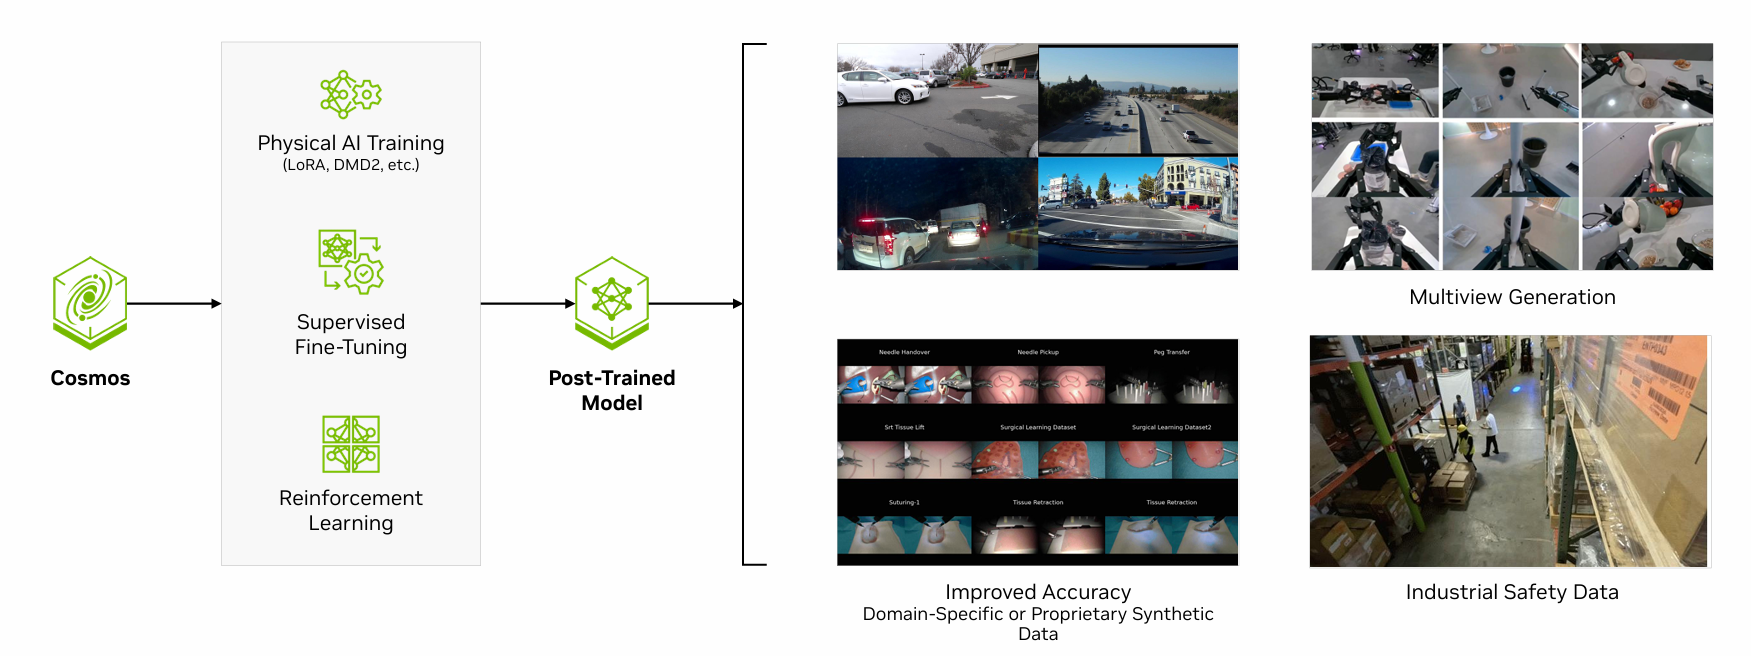 Physical AI Training
(LoRA, DMD2, etc.)
Supervised
Fine-Tuning
Reinforcement
Learning
Cosmos
Post-Trained
Model
Multiview Generation
Needle Handover
Needle Pickup
Peg Transfer
Srt Tissue Lift
Surgical Learning Dataset
Surgical Learning Dataset2
Suturing-1
Tissue Retraction
Tissue Retraction
Improved Accuracy
Domain-Specific or Proprietary Synthetic
Data
Industrial Safety Data